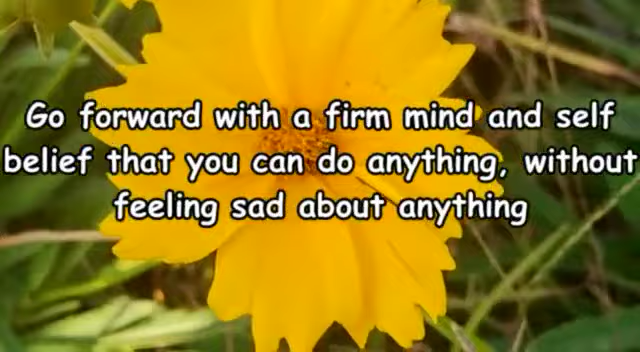 Go forward with a firm mind and self
belief that you can do anything, without
feeling sad about anything